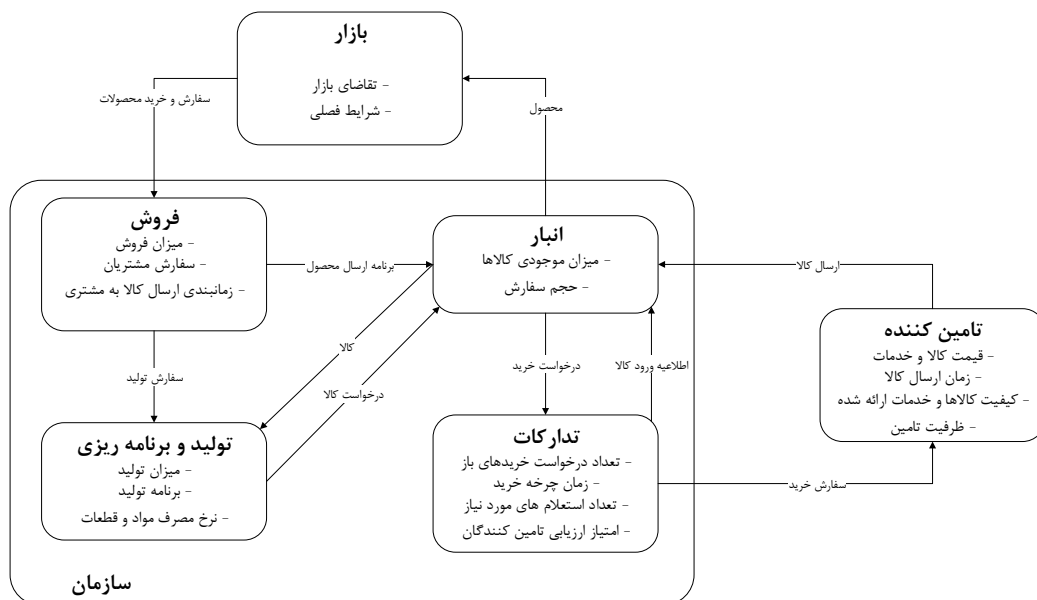 بازار
- تقاضای بازار
- شرایط فصلی
سفارش و خرید محصولات
محصول
فروش
- میزان فروش
- سفارش مشتریان
- زمانبندی ارسال کالا به مشتری
برنامه ارسال محصول
انبار
- میزان موجودی کالاها
- حجم سفارش
ارسال کالا
تامین کننده
- قیمت کالا و خدمات
- زمان ارسال کالا
- کیفیت کالاها و خدمات ارائه شده
- ظرفیت تامین
سفارش تولید
کالا
درخواست کالا
درخواست خرید
اطلاعیه ورود کالا
تولید و برنامه ریزی
- میزان تولید
- برنامه تولید
- نرخ مصرف مواد و قطعات
تدارکات
- تعداد درخواست خریدهای باز
- زمان چرخه خرید
- تعداد استعلام های مورد نیاز
- امتیاز ارزیابی تامین کنندگان
سفارش خرید
سازمان